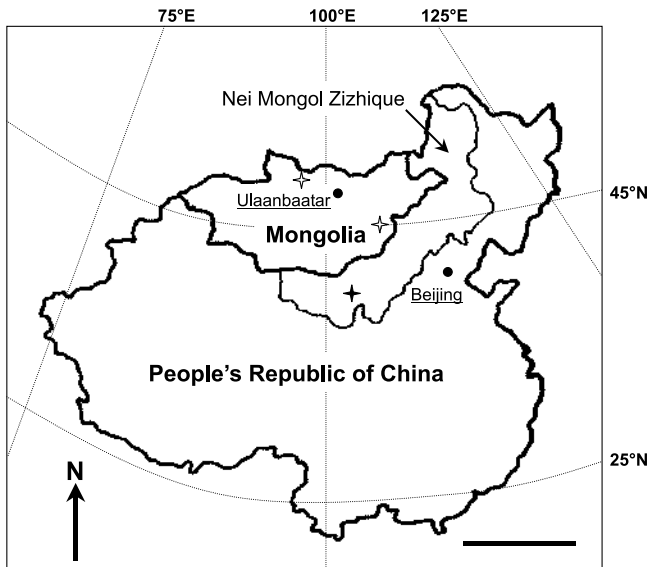 75°E 100°E 125°E
Nei Mongol Zizhique
45°N
Ulaanbaatar
Mongolia
Beijing
People's Republic of China
25°N
N